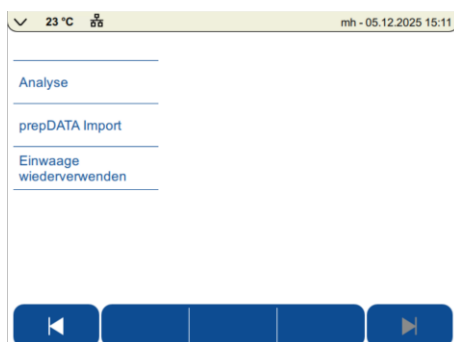 23 °C mh - 05.12.2025 15:11
Analyse
prepDATA Import
Einwaage
wiederverwenden